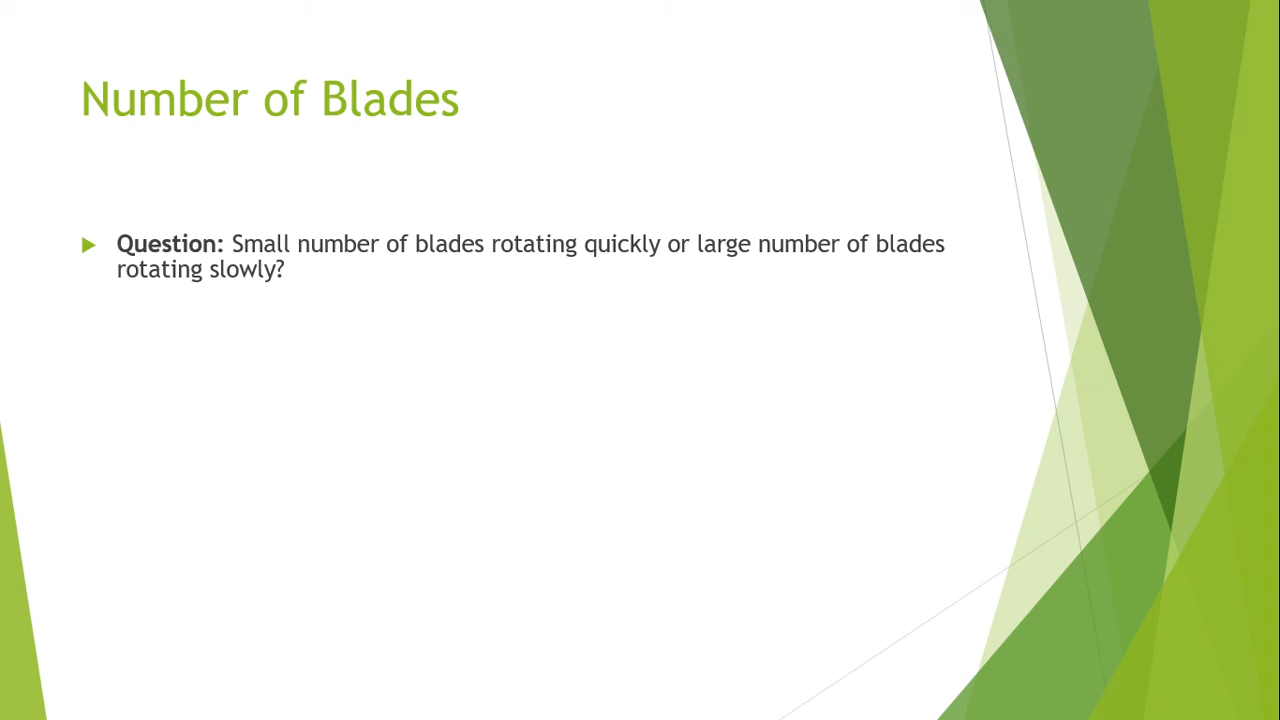 Number of Blades
Question: Small number of blades rotating quickly or large number of blades
rotating slowly?